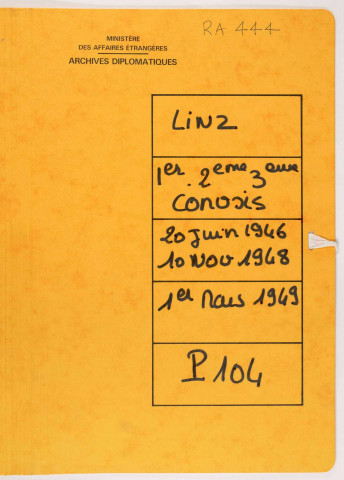 MINISTÈRE
DES AFFAIRES ÉTRANGÈRES
ARCHIVES DIPLOMATIQUES
RA 444
LINZ
1er. 2eme 3eme
CONVOIS
20 Juin 1946
10 NOV 1948
1er Mars 1949
P 104